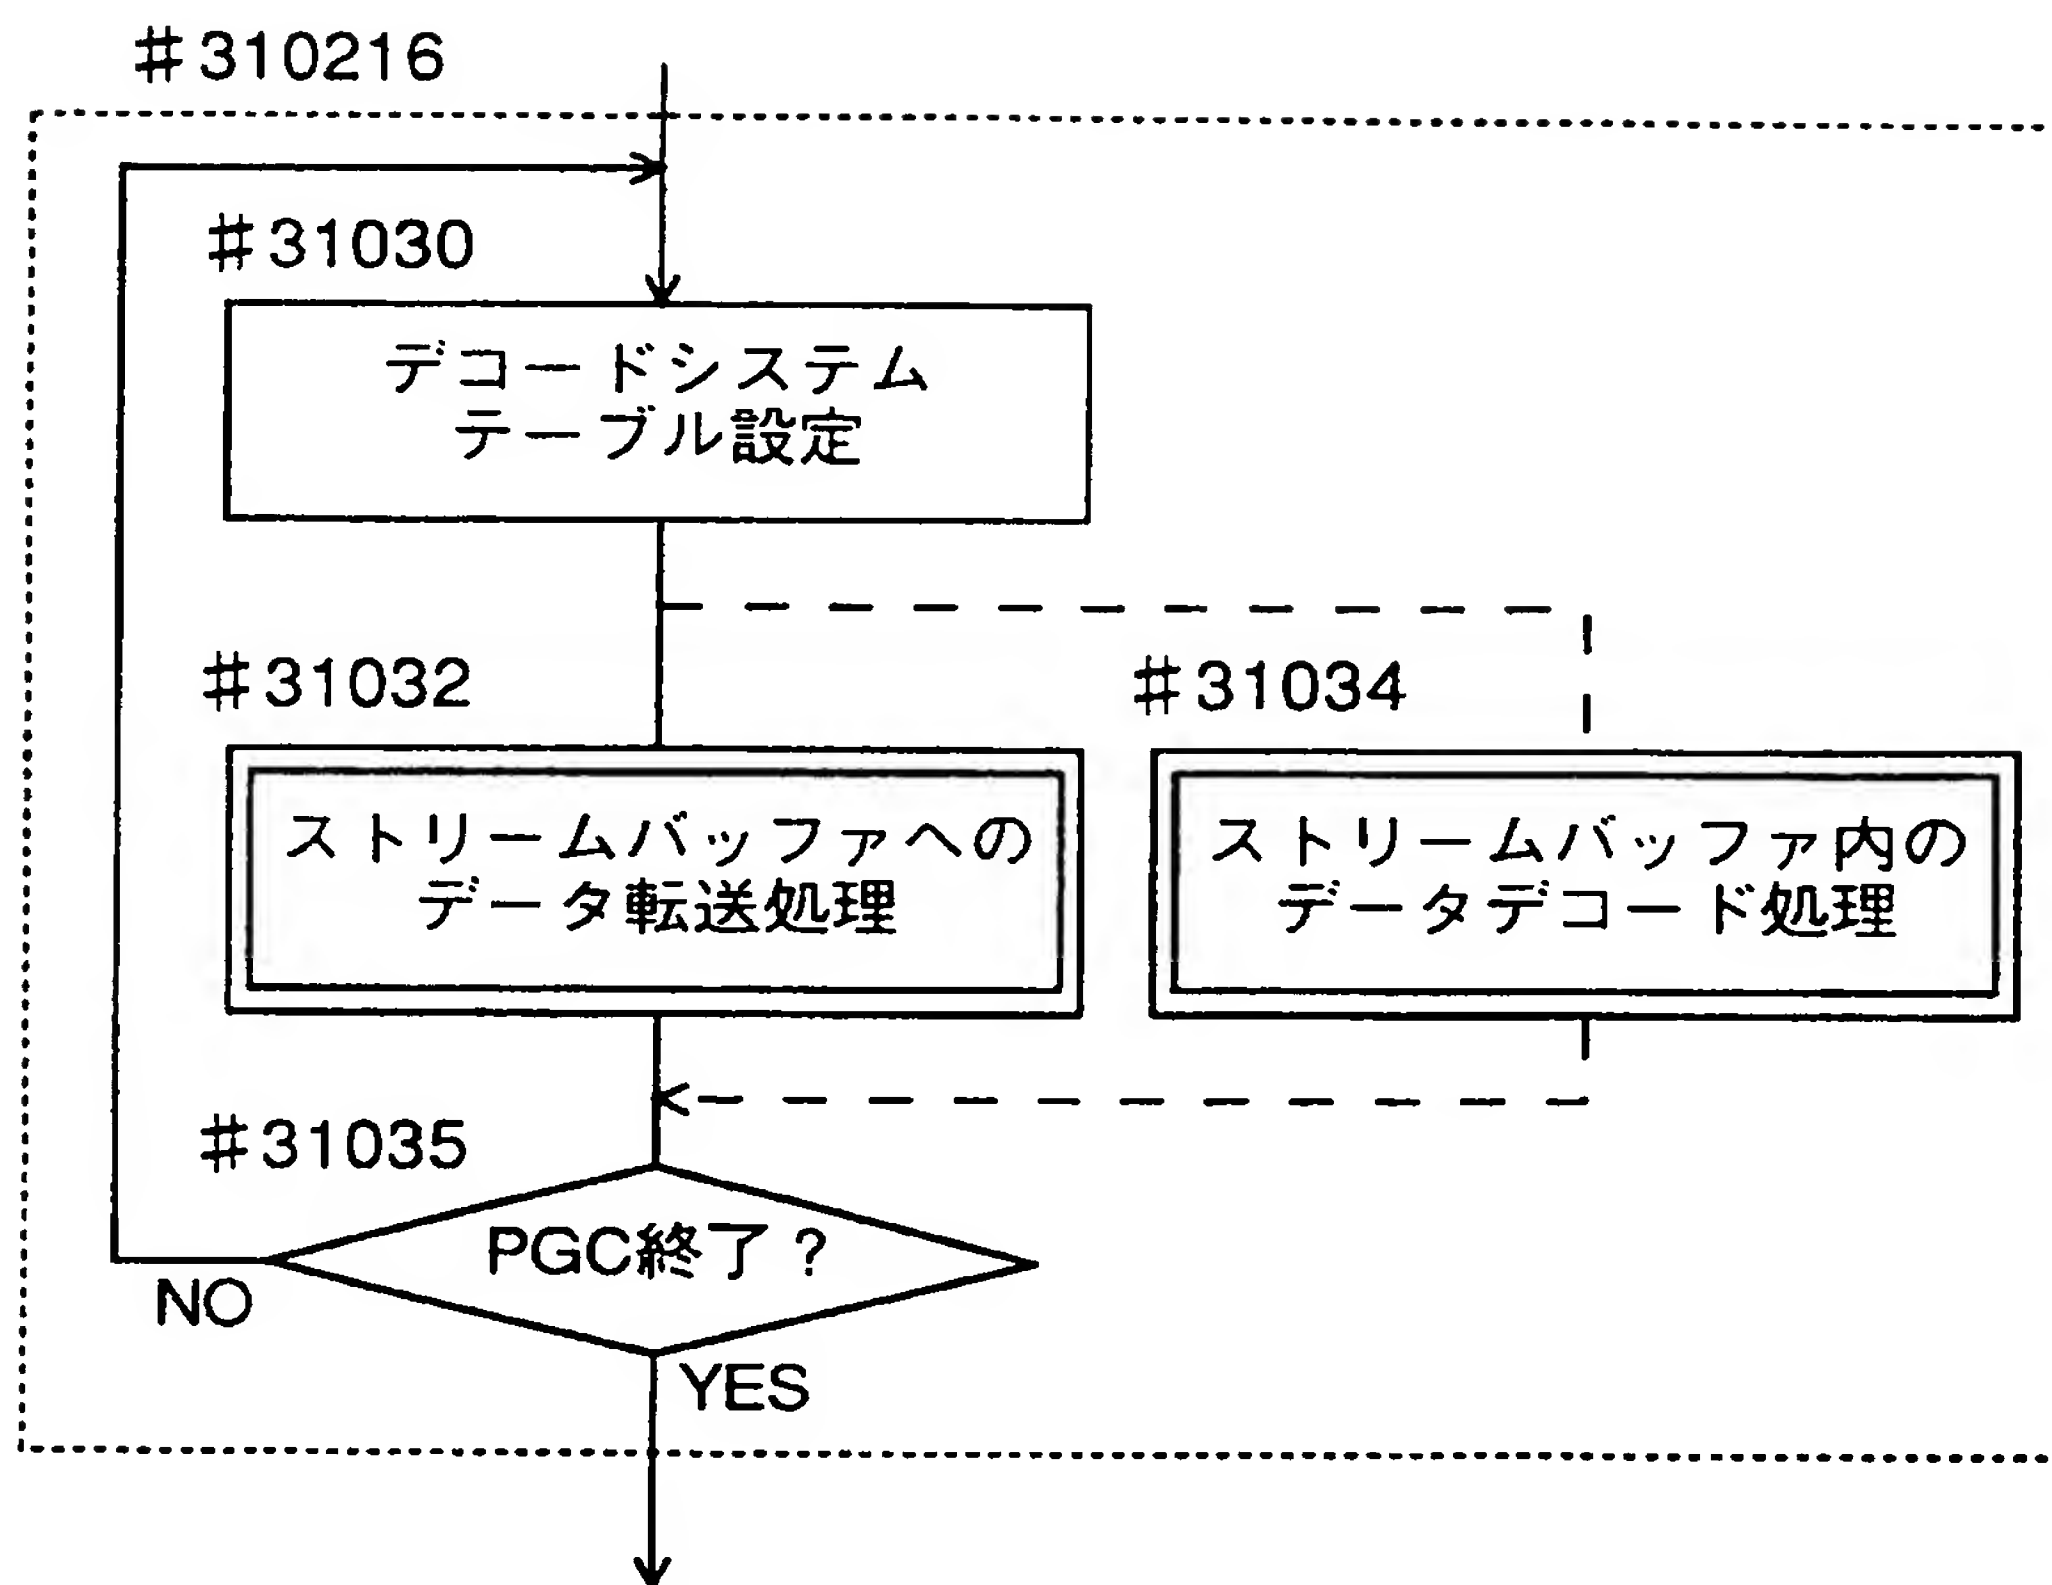 #310216
#31030
デコードシステム
テーブル設定
#31032
#31034
ストリームバッファへの
データ転送処理
ストリームバッファ内の
データデコード処理
#31035
PGC終了？
NO
YES